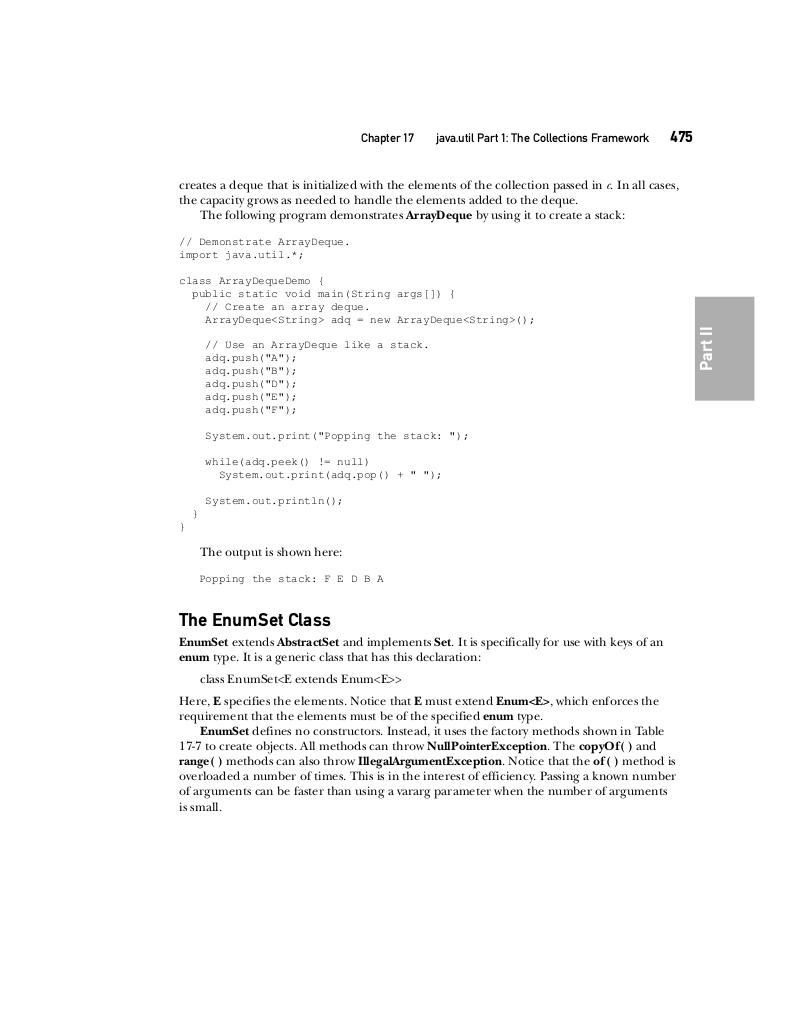 Chapter 17 java.util Part 1: The Collections Framework 475
creates a deque that is initialized with the elements of the collection passed in c. In all cases,
the capacity grows as needed to handle the elements added to the deque.
The following program demonstrates ArrayDeque by using it to create a stack:
// Demonstrate ArrayDeque.
import java.util.*;
class ArrayDequeDemo {
public static void main(String args[]) {
// Create an array deque.
ArrayDeque<String> adq = new ArrayDeque<String>();
// Use an ArrayDeque like a stack.
adq.push("A");
adq.push("B");
adq.push("D");
adq.push("E");
adq.push("F");
System.out.print("Popping the stack: ");
while(adq.peek() != null)
System.out.print(adq.pop() + " ");
System.out.println();
}
}
The output is shown here:
Popping the stack: F E D B A
The EnumSet Class
EnumSet extends AbstractSet and implements Set. It is specifically for use with keys of an
enum type. It is a generic class that has this declaration:
class EnumSet<E extends Enum<E>>
Here, E specifies the elements. Notice that E must extend Enum<E>, which enforces the
requirement that the elements must be of the specified enum type.
EnumSet defines no constructors. Instead, it uses the factory methods shown in Table
17-7 to create objects. All methods can throw NullPointerException. The copyOf( ) and
range( ) methods can also throw IllegalArgumentException. Notice that the of( ) method is
overloaded a number of times. This is in the interest of efficiency. Passing a known number
of arguments can be faster than using a vararg parameter when the number of arguments
is small.
Part II